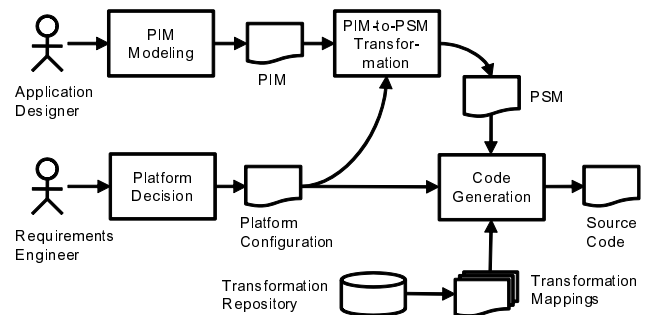 PIM
Modeling
PIM
PIM-to-PSM
Transfor-
mation
Application
Designer
PSM
Platform
Decision
Platform
Configuration
Code
Generation
Source
Code
Requirements
Engineer
Transformation
Repository
Transformation
Mappings